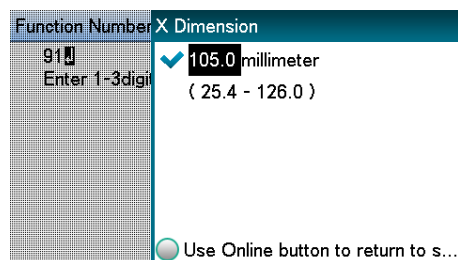 Function Number
91
Enter 1-3digi
X Dimension
105.0 millimeter
( 25.4 - 126.0 )
Use Online button to return to s...